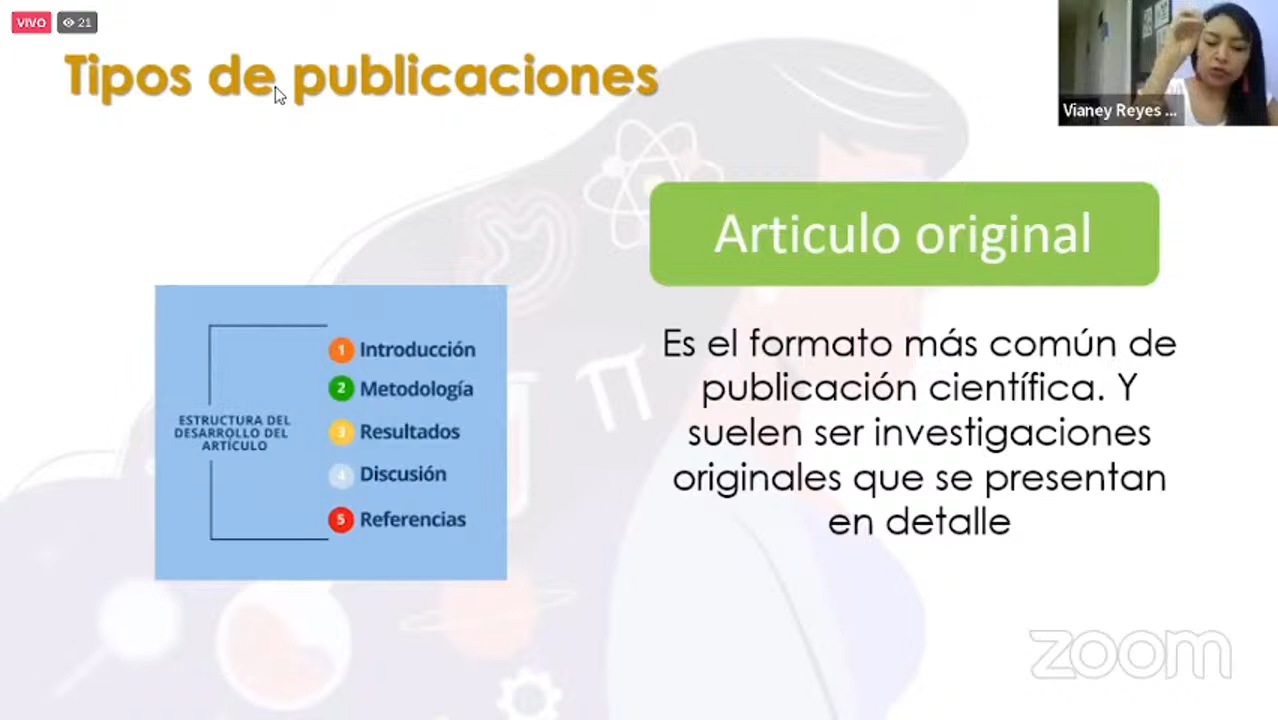 VIVO 21
Tipos de publicaciones
Vianey Reyes ...
Articulo original
Es el formato más común de
publicación científica. Y
suelen ser investigaciones
originales que se presentan
en detalle
ESTRUCTURA DEL
DESARROLLO DEL
ARTÍCULO
1 Introducción
2 Metodología
3 Resultados
4 Discusión
5 Referencias
zoom